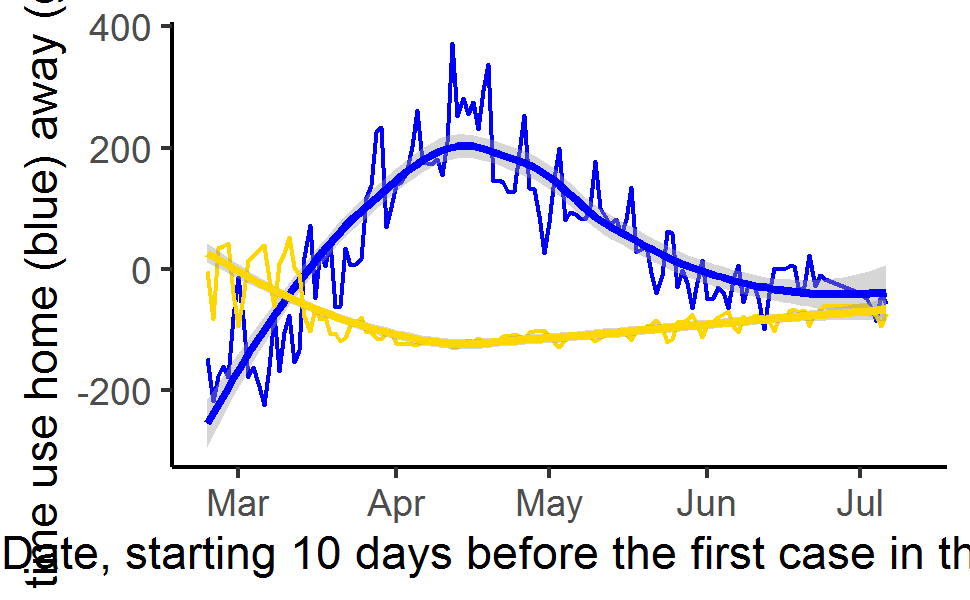 time use home (blue) away (
400
200
0
-200
Mar Apr May Jun Jul
Date, starting 10 days before the first case in th